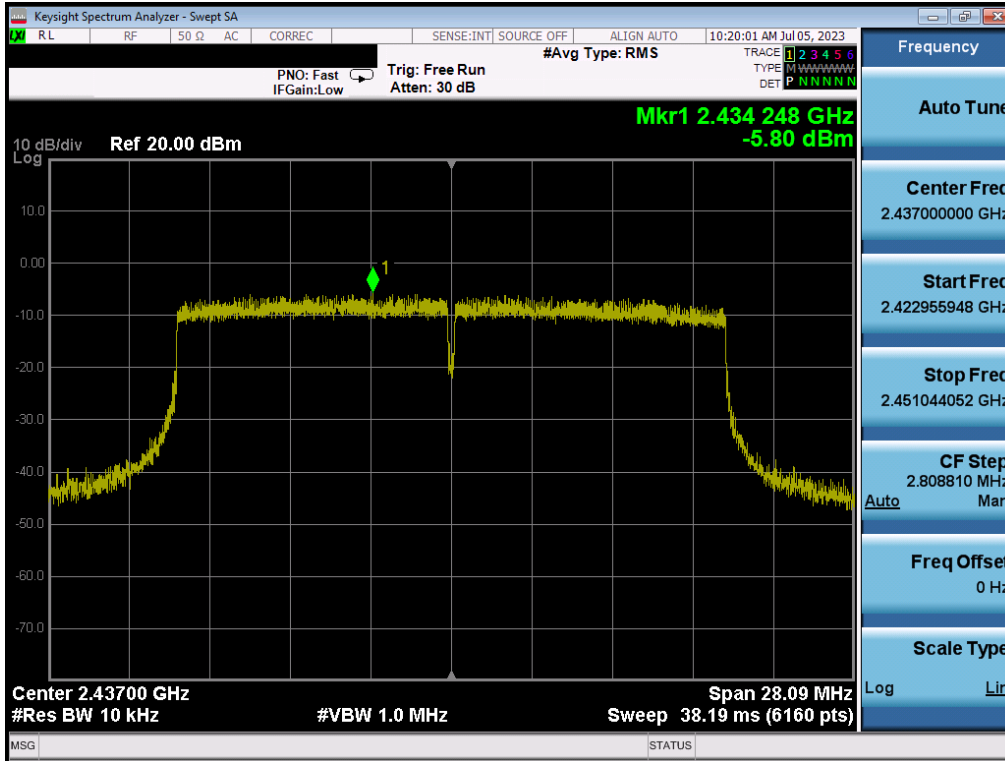 Keysight Spectrum Analyzer - Swept SA
LXI RL RF 50 Ω AC CORREC SENSE:INT SOURCE OFF ALIGN AUTO 10:20:01 AM Jul 05, 2023
#Avg Type: RMS
TRACE 1 2 3 4 5 6
TYPE M WWWWW
DET P N N N N N
PNO: Fast
IFGain:Low
Trig: Free Run
Atten: 30 dB
Mkr1 2.434 248 GHz
-5.80 dBm
10 dB/div
Log
Ref 20.00 dBm
10.0
0.00
-10.0
-20.0
-30.0
-40.0
-50.0
-60.0
-70.0
1
Center 2.43700 GHz
Span 28.09 MHz
#Res BW 10 kHz
#VBW 1.0 MHz
Sweep 38.19 ms (6160 pts)
MSG
STATUS
Frequency
Auto Tune
Center Freq
2.437000000 GHz
Start Freq
2.422955948 GHz
Stop Freq
2.451044052 GHz
CF Step
2.808810 MHz
Auto Man
Freq Offset
0 Hz
Scale Type
Log Lin